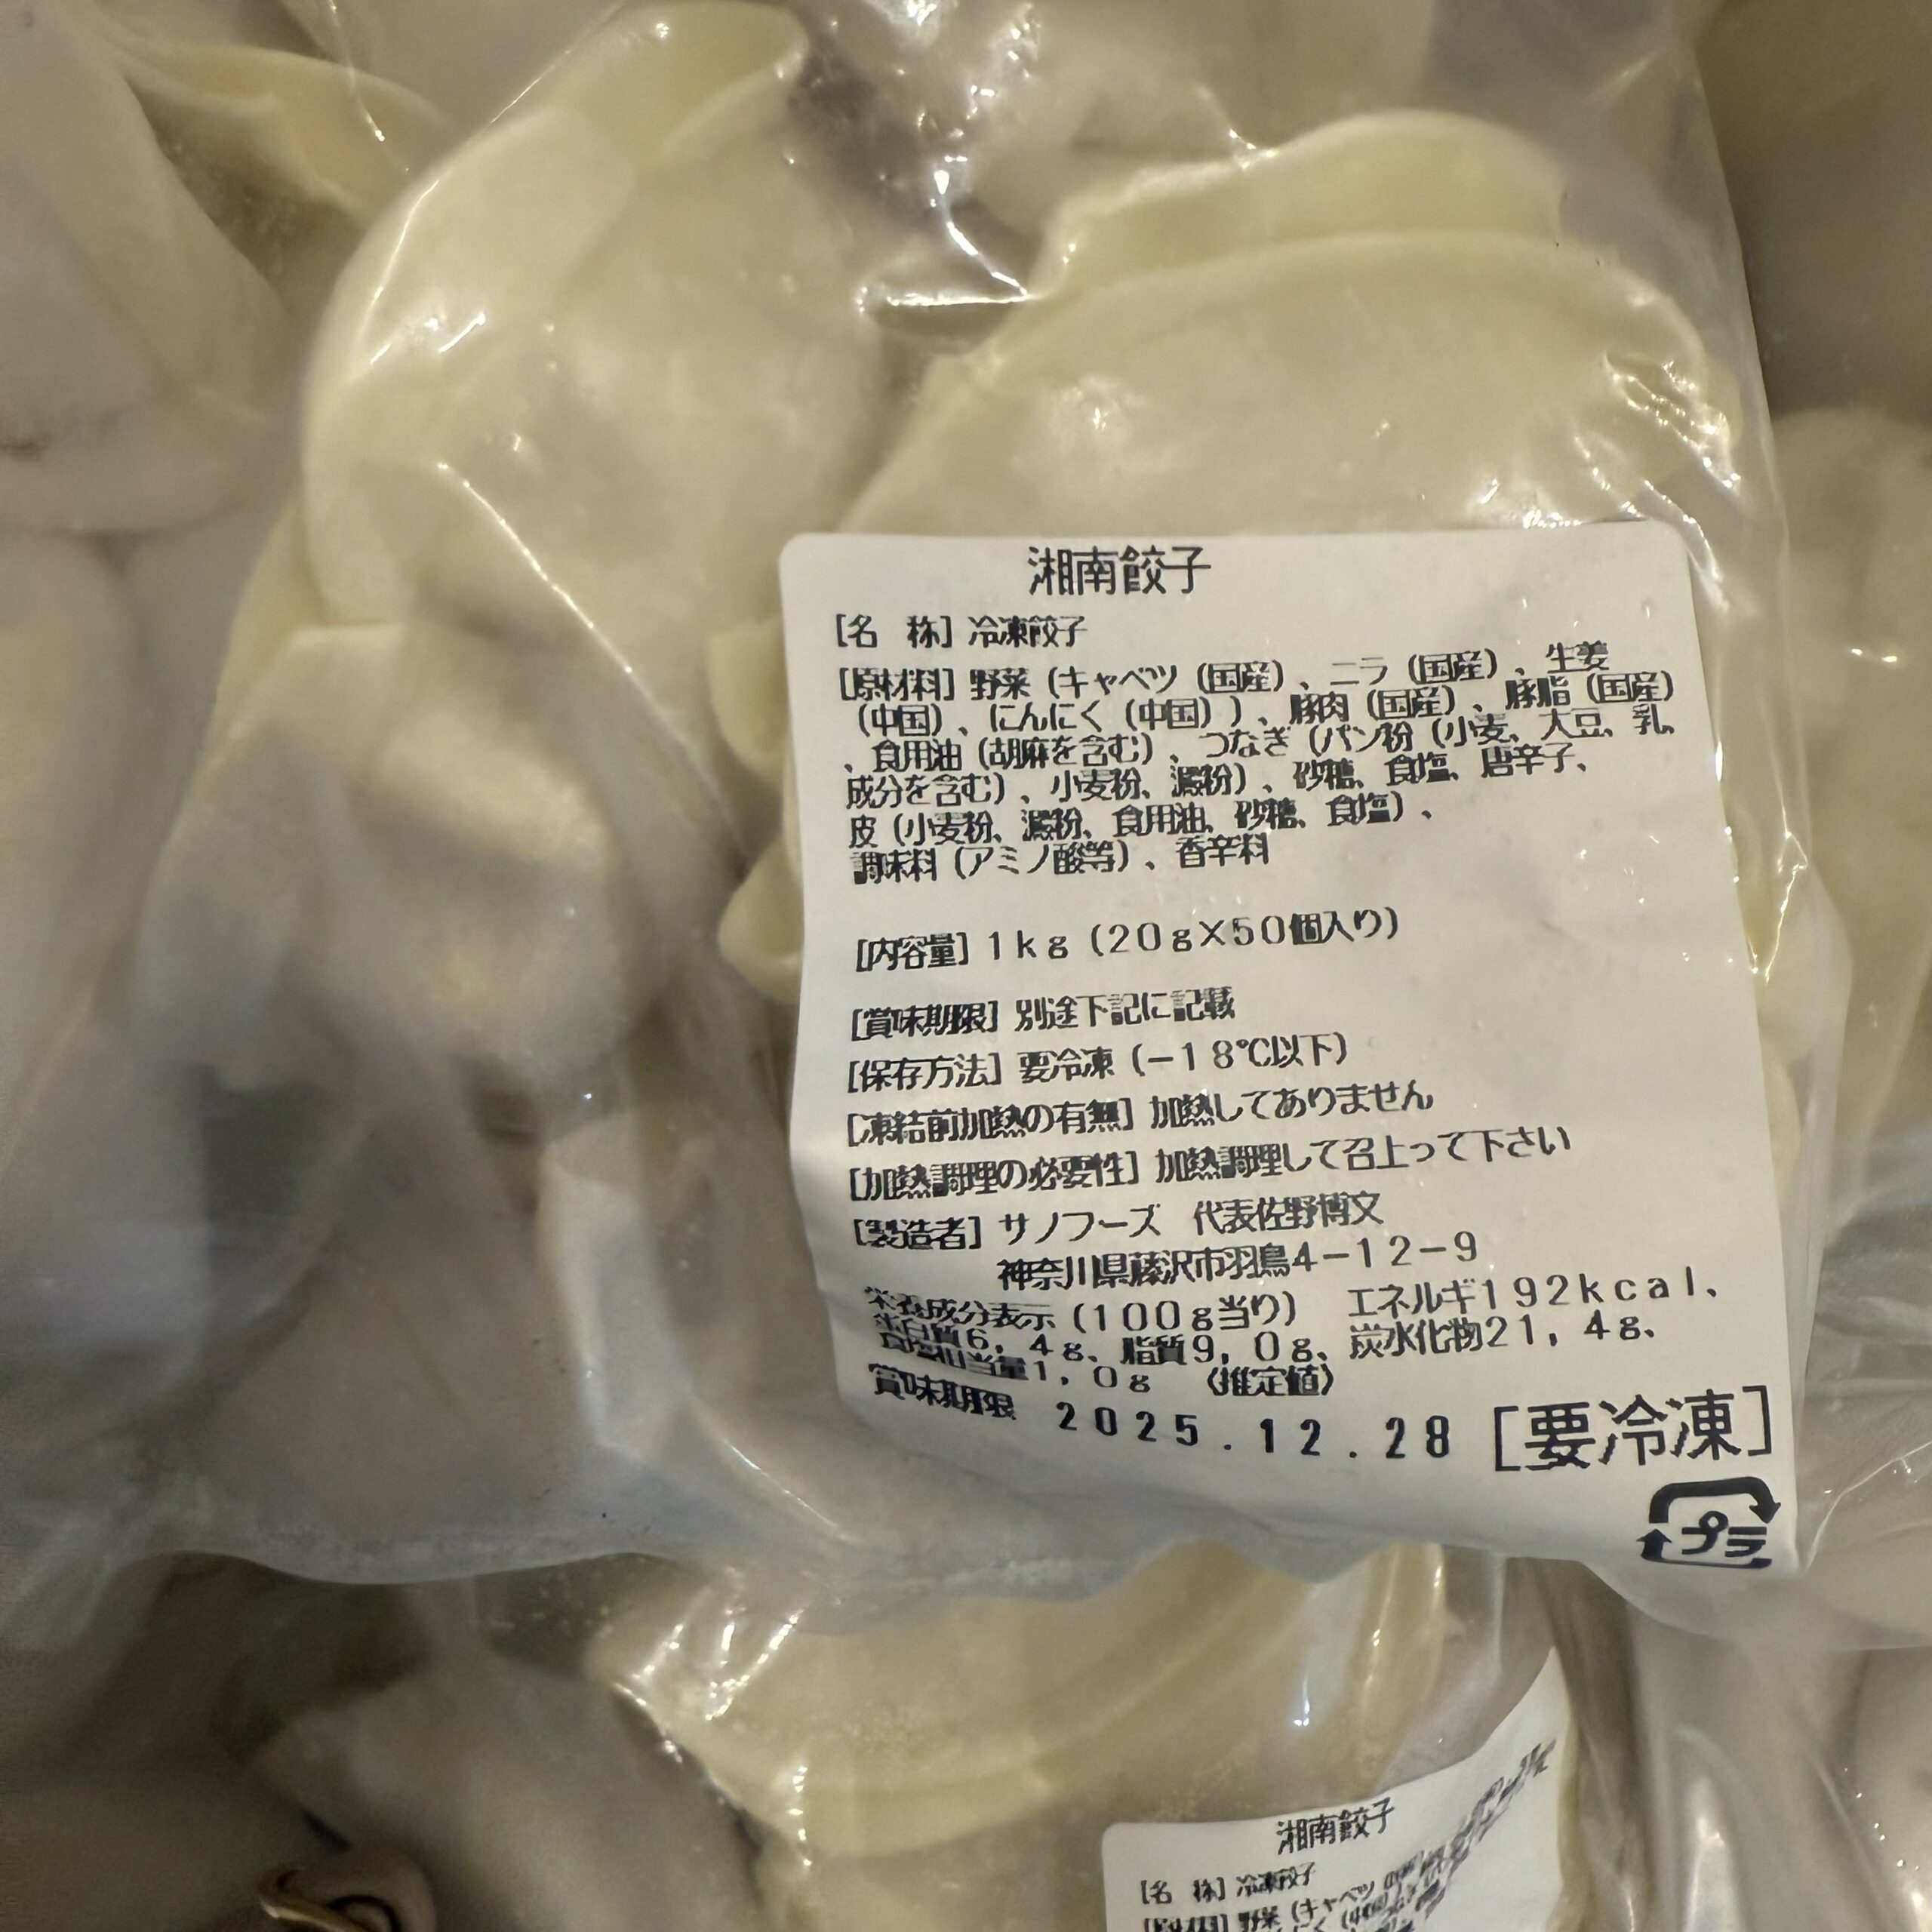 湘南餃子
[名 称] 冷凍餃子
[原材料] 野菜（キャベツ（国産）、ニラ（国産）、生姜
（中国）、にんにく（中国））、豚肉（国産）、豚脂（国産）
、食用油（胡麻を含む）、つなぎ（パン粉（小麦、大豆、乳、
成分を含む）、小麦粉、澱粉）、砂糖、食塩、唐辛子、
皮（小麦粉、澱粉、食用油、砂糖、食塩）、
調味料（アミノ酸等）、香辛料
[内容量] 1kg（20g×50個入り）
[賞味期限] 別途下記に記載
[保存方法] 要冷凍（−18℃以下）
[凍結前加熱の有無] 加熱してありません
[加熱調理の必要性] 加熱調理して召上って下さい
[製造者] サノフーズ 代表佐野博文
神奈川県藤沢市羽鳥4−12−9
栄養成分表示（100g当り） エネルギ192kcal、
蛋白質6，4g、脂質9，0g、炭水化物21，4g、
食塩相当量1，0g 〈推定値〉
賞味期限 2025.12.28 [要冷凍]
プラ
湘南餃子
[名 称] 冷凍餃子
[原材料] 野菜（キャベツ